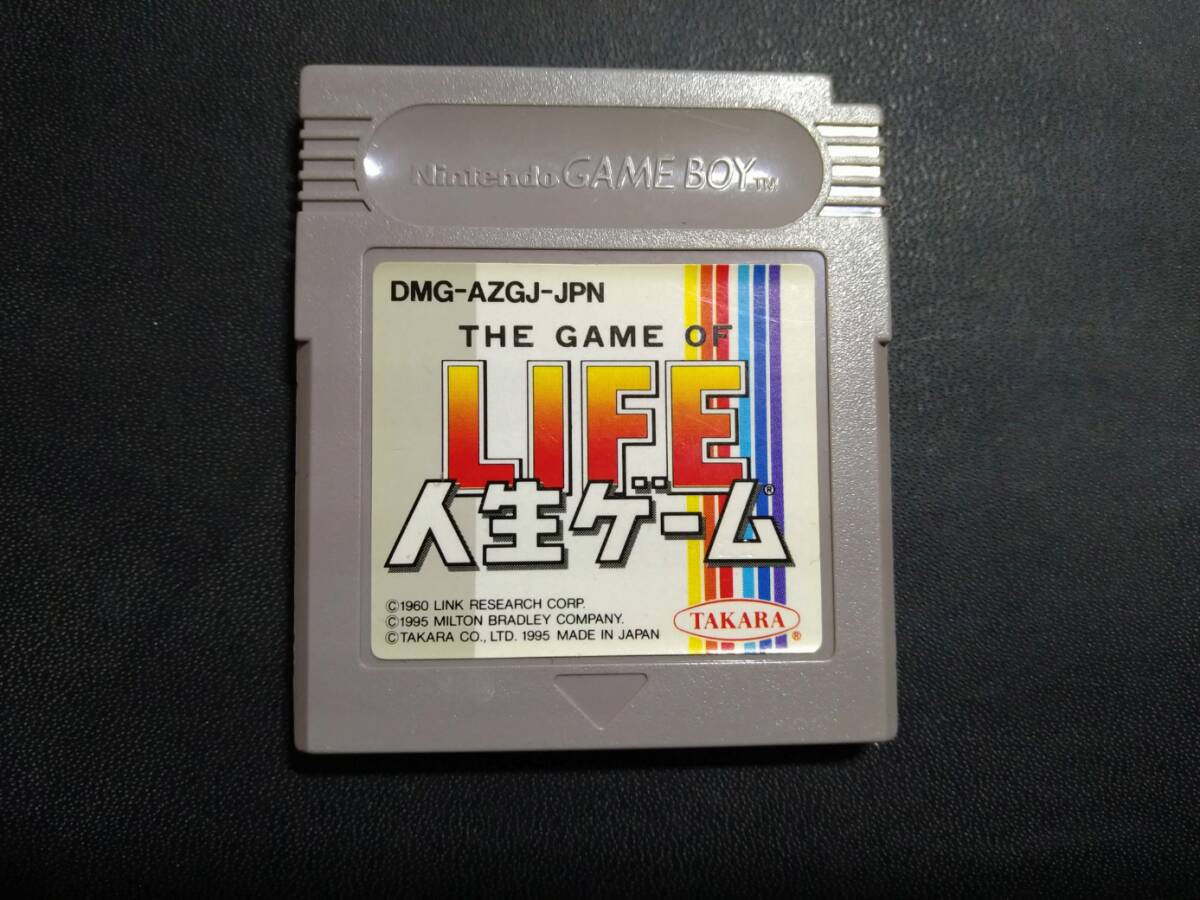 Nintendo GAME BOY™
DMG-AZGJ-JPN
THE GAME OF
LIFE
人生ゲーム®
©1960 LINK RESEARCH CORP.
©1995 MILTON BRADLEY COMPANY.
©TAKARA CO., LTD. 1995 MADE IN JAPAN
TAKARA®